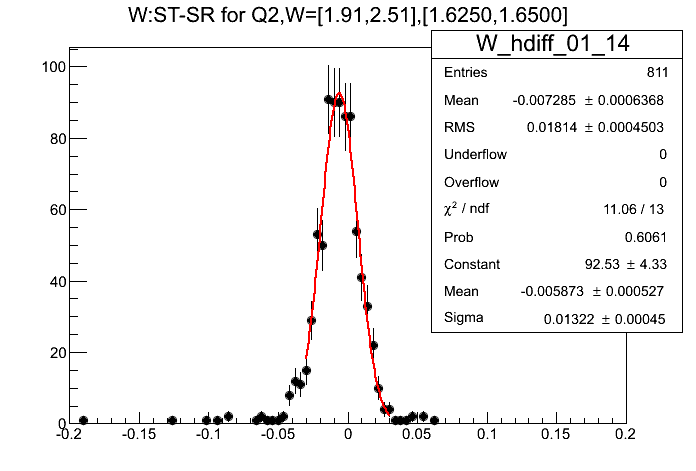 W:ST-SR for Q2,W=[1.91,2.51],[1.6250,1.6500]
W_hdiff_01_14
Entries 811
Mean -0.007285 ± 0.0006368
RMS 0.01814 ± 0.0004503
Underflow 0
Overflow 0
χ² / ndf 11.06 / 13
Prob 0.6061
Constant 92.53 ± 4.33
Mean -0.005873 ± 0.000527
Sigma 0.01322 ± 0.00045
100
80
60
40
20
0
-0.2 -0.15 -0.1 -0.05 0 0.05 0.1 0.15 0.2